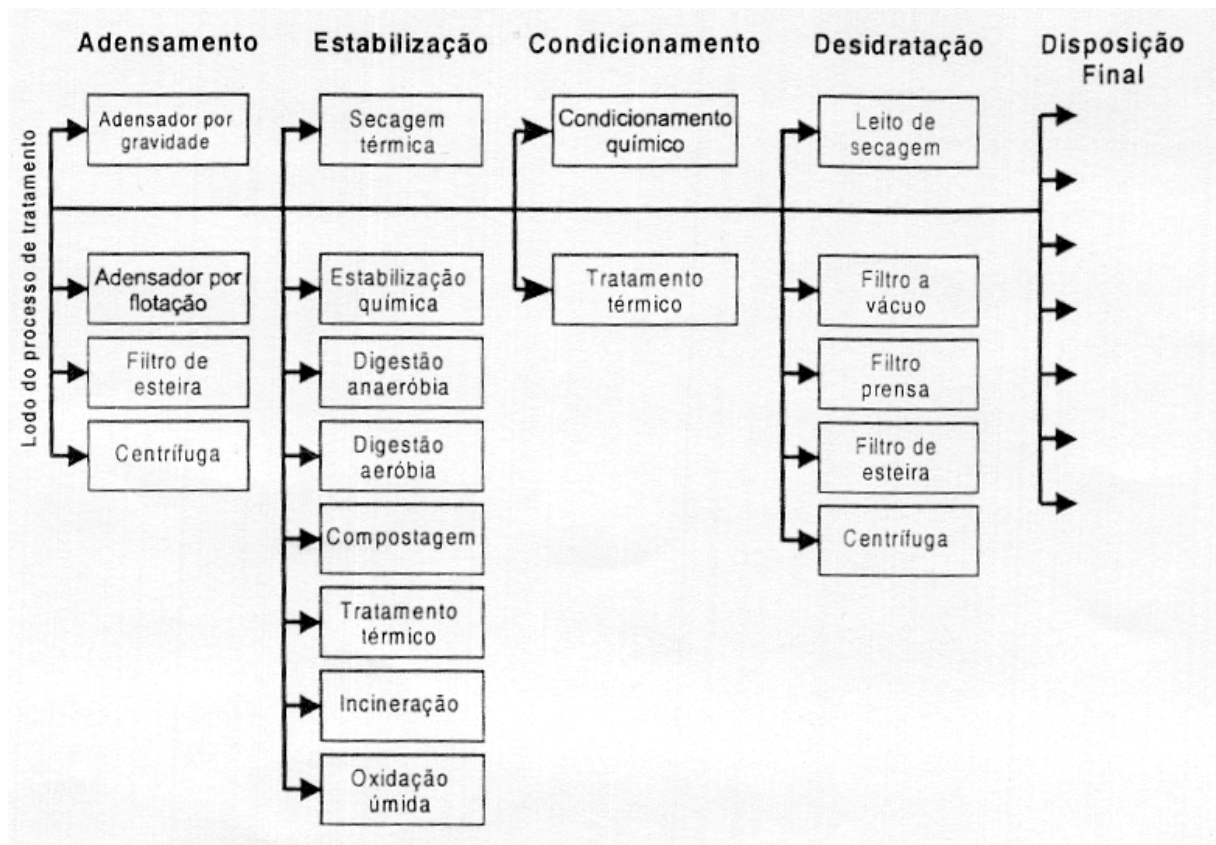 Adensamento
Estabilização
Condicionamento
Desidratação
Disposição
Final
Lodo do processo de tratamento
Adensador por
gravidade
Adensador por
flotação
Filtro de
esteira
Centrífuga
Secagem
térmica
Estabilização
química
Digestão
anaeróbia
Digestão
aeróbia
Compostagem
Tratamento
térmico
Incineração
Oxidação
úmida
Condicionamento
químico
Tratamento
térmico
Leito de
secagem
Filtro a
vácuo
Filtro
prensa
Filtro de
esteira
Centrífuga